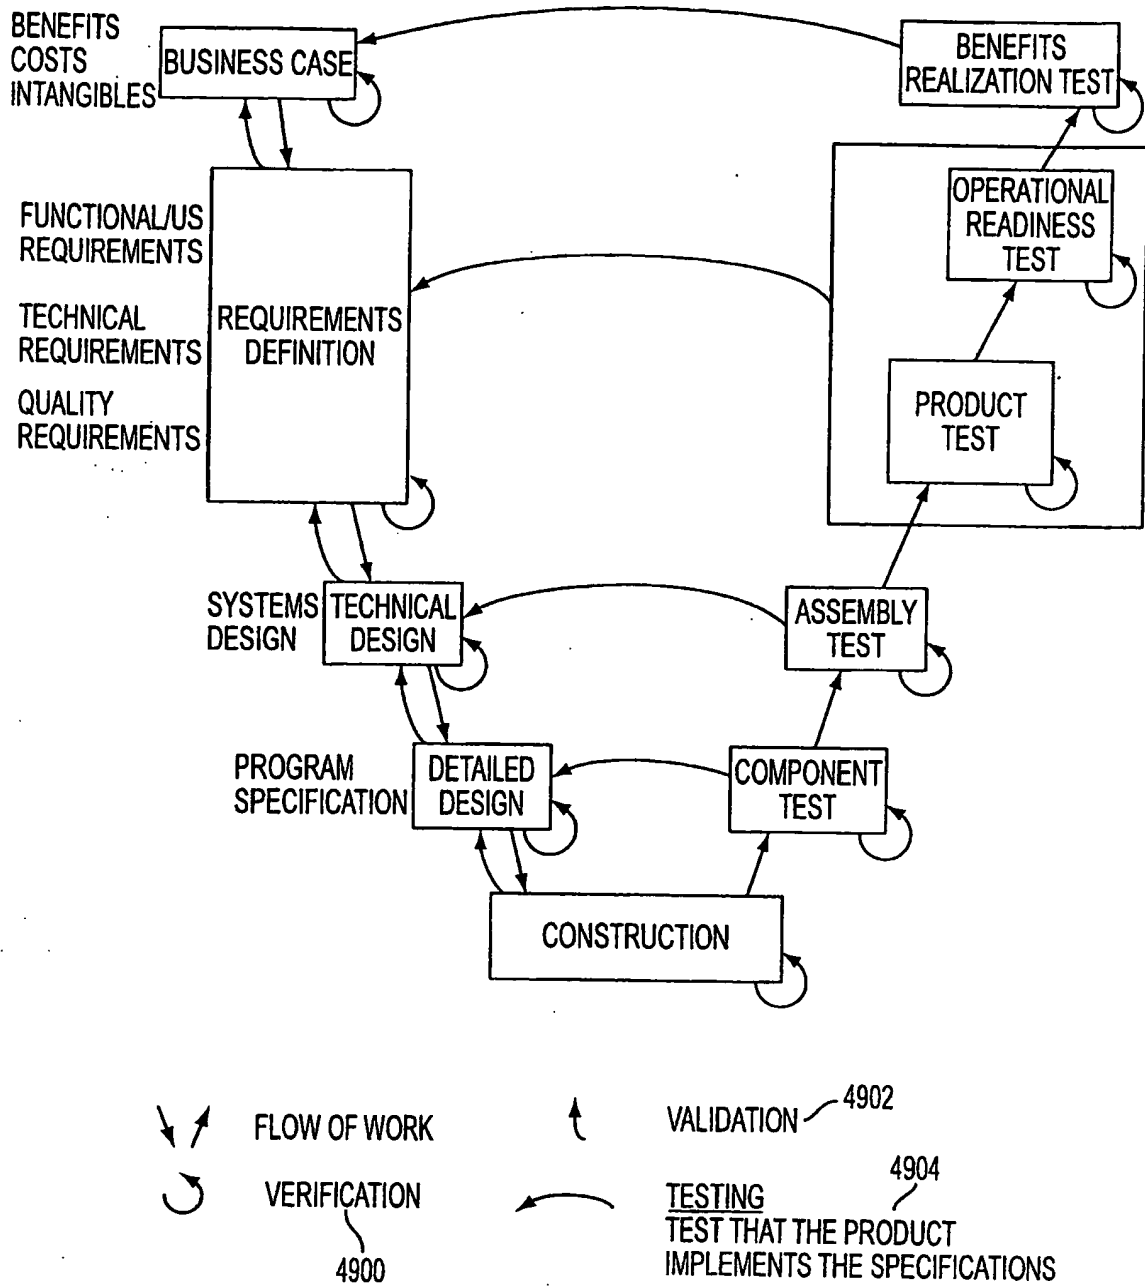 BENEFITS
COSTS
INTANGIBLES
BUSINESS CASE
BENEFITS
REALIZATION TEST
FUNCTIONAL/US
REQUIREMENTS
TECHNICAL
REQUIREMENTS
QUALITY
REQUIREMENTS
REQUIREMENTS
DEFINITION
OPERATIONAL
READINESS
TEST
PRODUCT
TEST
SYSTEMS
DESIGN
TECHNICAL
DESIGN
ASSEMBLY
TEST
PROGRAM
SPECIFICATION
DETAILED
DESIGN
COMPONENT
TEST
CONSTRUCTION
FLOW OF WORK
VALIDATION
4902
VERIFICATION
4900
4904
TESTING
TEST THAT THE PRODUCT
IMPLEMENTS THE SPECIFICATIONS